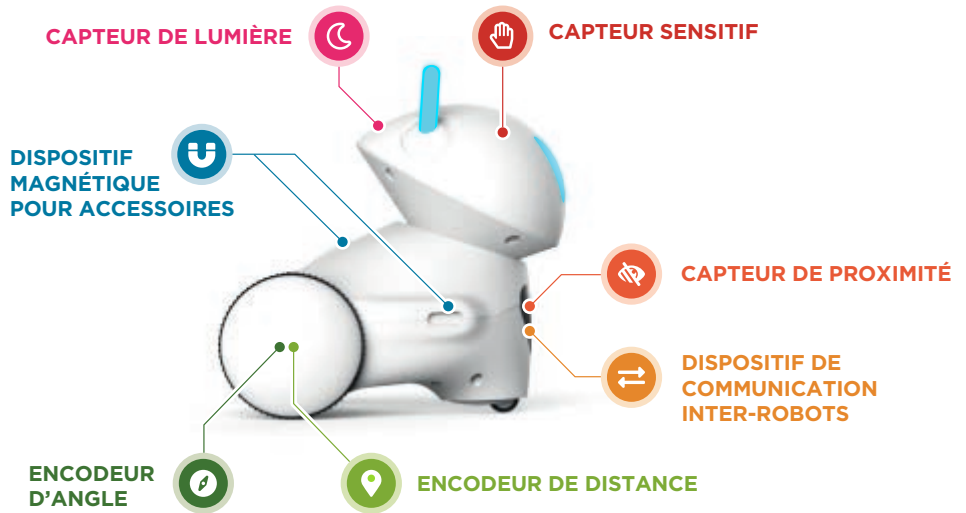 CAPTEUR DE LUMIÈRE
CAPTEUR SENSITIF
DISPOSITIF
MAGNÉTIQUE
POUR ACCESSOIRES
CAPTEUR DE PROXIMITÉ
DISPOSITIF DE
COMMUNICATION
INTER-ROBOTS
ENCODEUR
D’ANGLE
ENCODEUR DE DISTANCE